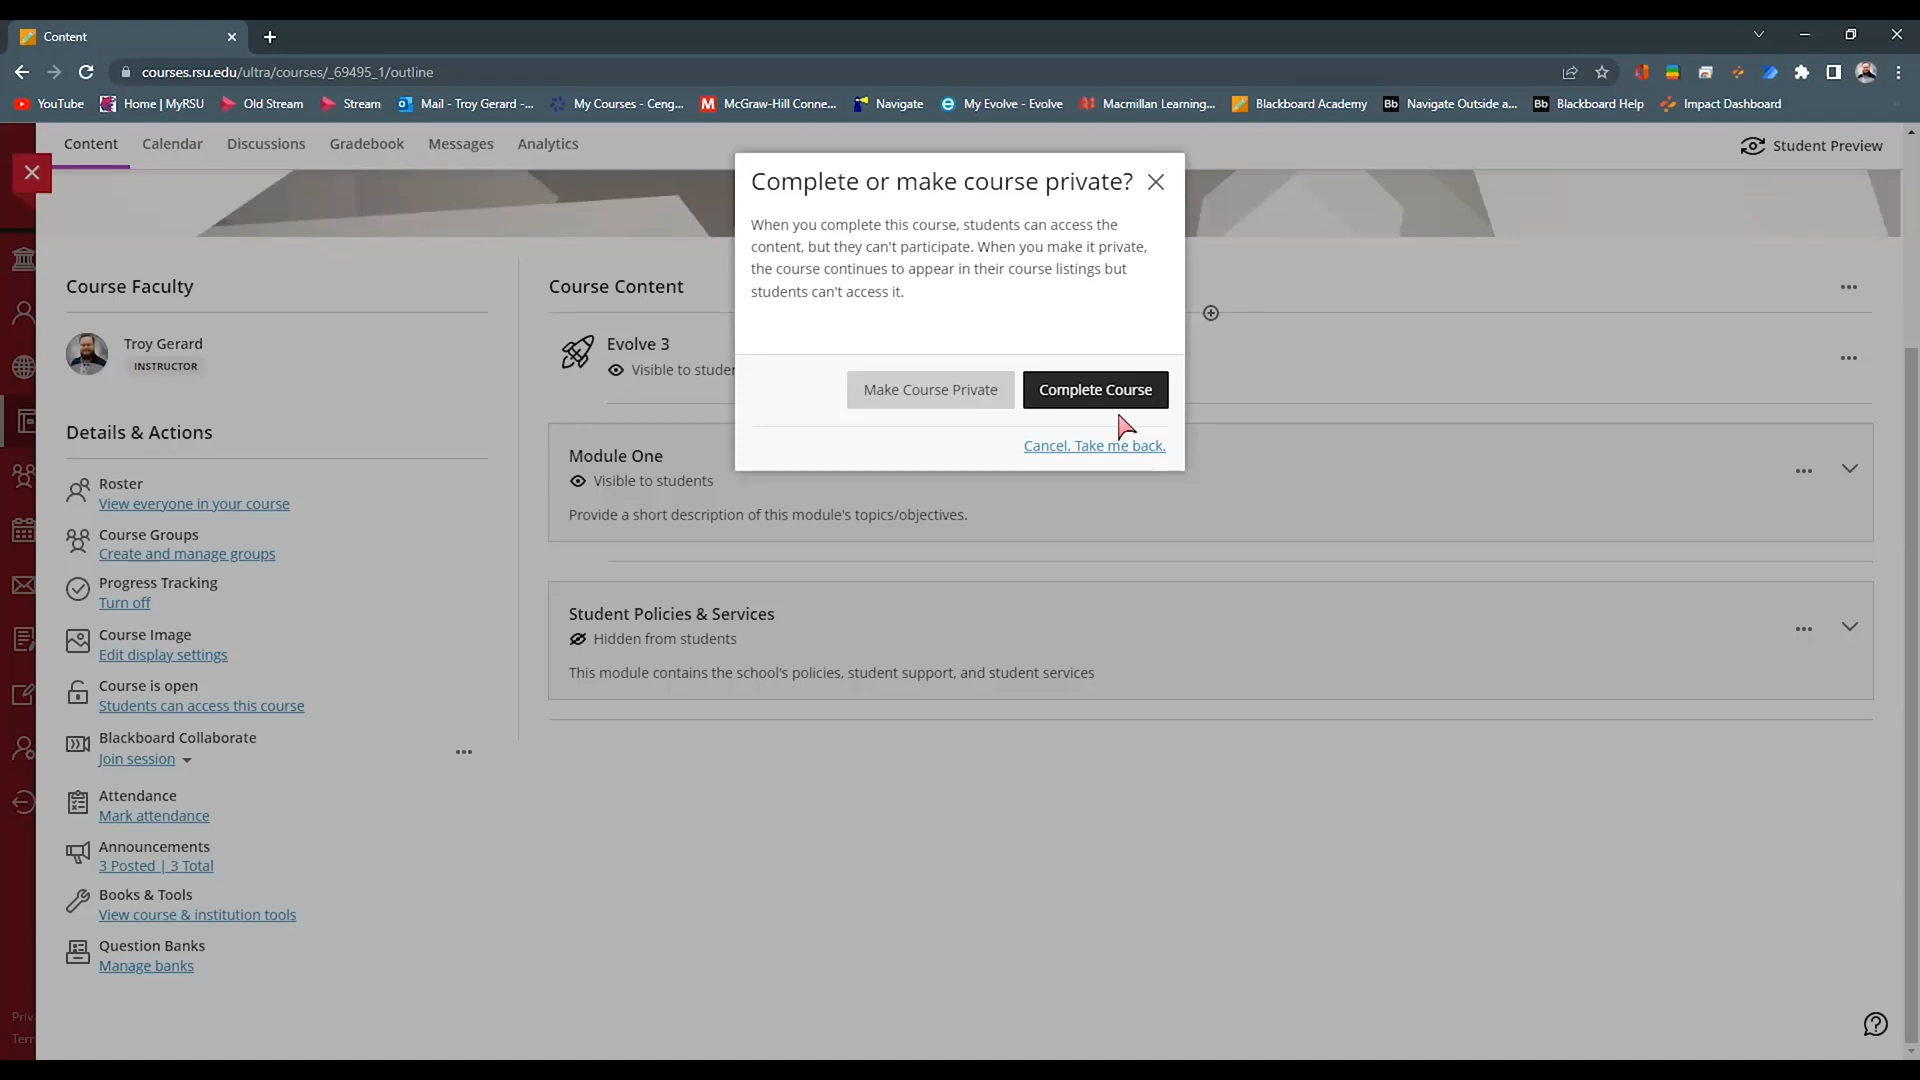 Content
courses.rsu.edu/ultra/courses/_69495_1/outline
YouTube Home | MyRSU Old Stream Stream Mail - Troy Gerard -... My Courses - Ceng... McGraw-Hill Conne... Navigate My Evolve - Evolve Macmillan Learning... Blackboard Academy Bb Navigate Outside a... Bb Blackboard Help Impact Dashboard
Content Calendar Discussions Gradebook Messages Analytics Student Preview
Complete or make course private?
When you complete this course, students can access the
content, but they can't participate. When you make it private,
the course continues to appear in their course listings but
students can't access it.
Make Course Private Complete Course
Cancel. Take me back.
Course Faculty
Troy Gerard
INSTRUCTOR
Details & Actions
Roster
View everyone in your course
Course Groups
Create and manage groups
Progress Tracking
Turn off
Course Image
Edit display settings
Course is open
Students can access this course
Blackboard Collaborate
Join session
Attendance
Mark attendance
Announcements
3 Posted | 3 Total
Books & Tools
View course & institution tools
Question Banks
Manage banks
Course Content
Evolve 3
Visible to studen
Module One
Visible to students
Provide a short description of this module's topics/objectives.
Student Policies & Services
Hidden from students
This module contains the school's policies, student support, and student services
Priv
Tern